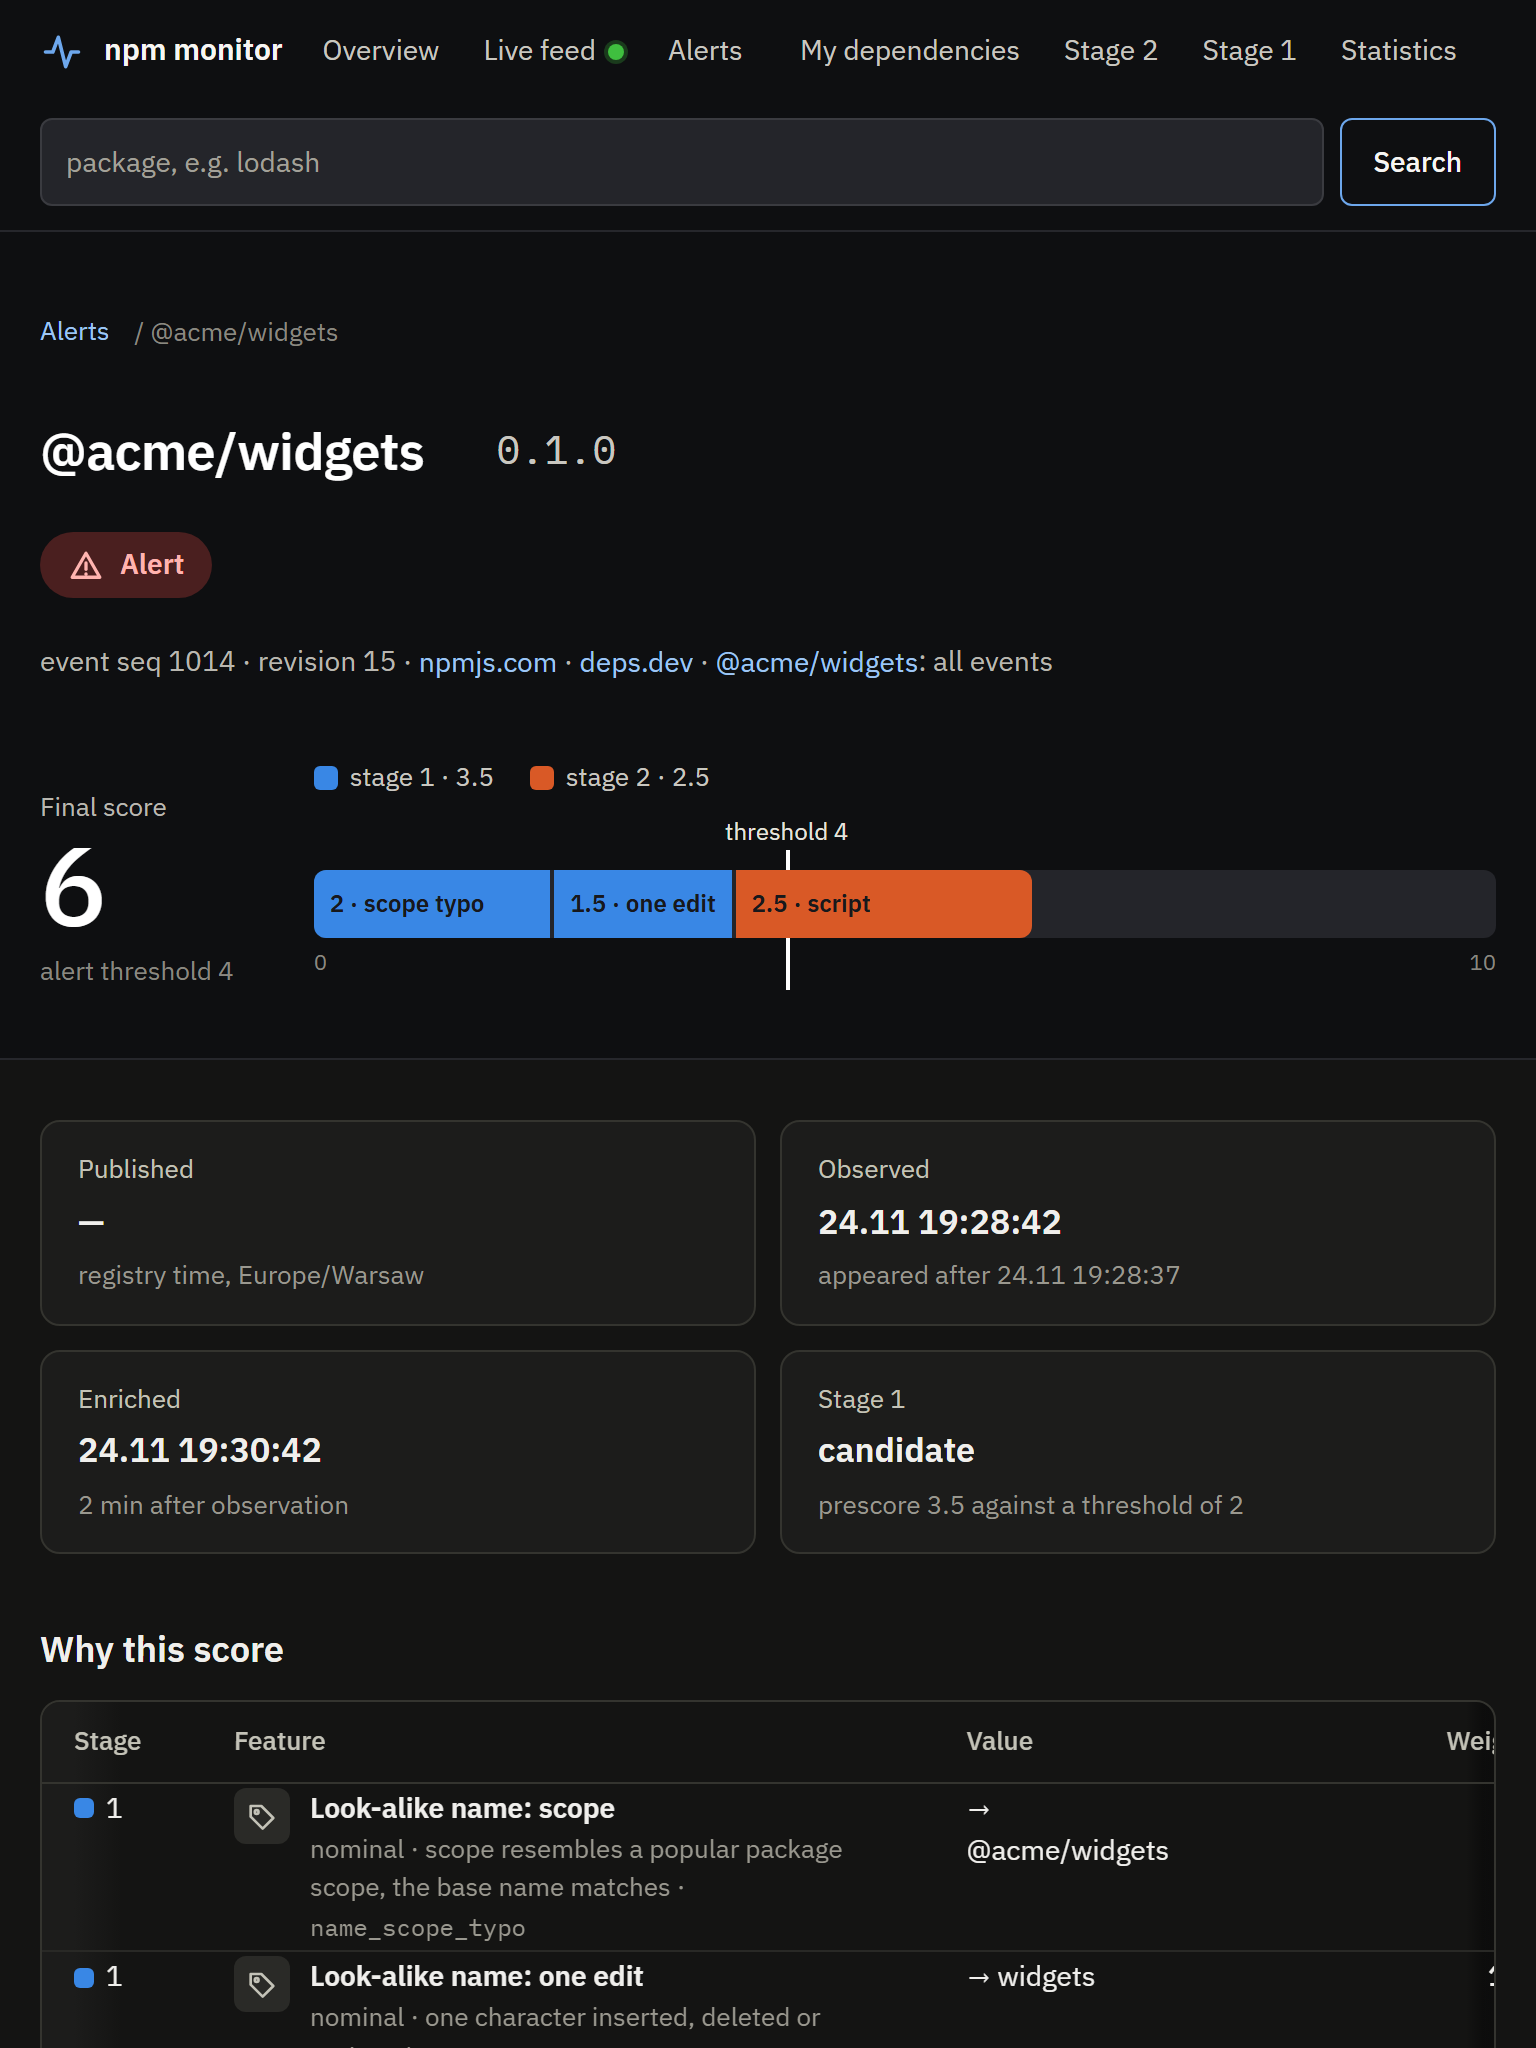 npm monitor Overview Live feed Alerts My dependencies Stage 2 Stage 1 Statistics
package, e.g. lodash Search
Alerts / @acme/widgets
@acme/widgets 0.1.0
Alert
event seq 1014 · revision 15 · npmjs.com · deps.dev · @acme/widgets: all events
stage 1 · 3.5 stage 2 · 2.5
Final score
threshold 4
6
2 · scope typo 1.5 · one edit 2.5 · script
alert threshold 4
0 10
Published
—
registry time, Europe/Warsaw
Observed
24.11 19:28:42
appeared after 24.11 19:28:37
Enriched
24.11 19:30:42
2 min after observation
Stage 1
candidate
prescore 3.5 against a threshold of 2
Why this score
Stage Feature Value
1 Look-alike name: scope →
nominal · scope resembles a popular package @acme/widgets
scope, the base name matches ·
name_scope_typo
1 Look-alike name: one edit → widgets
nominal · one character inserted, deleted or